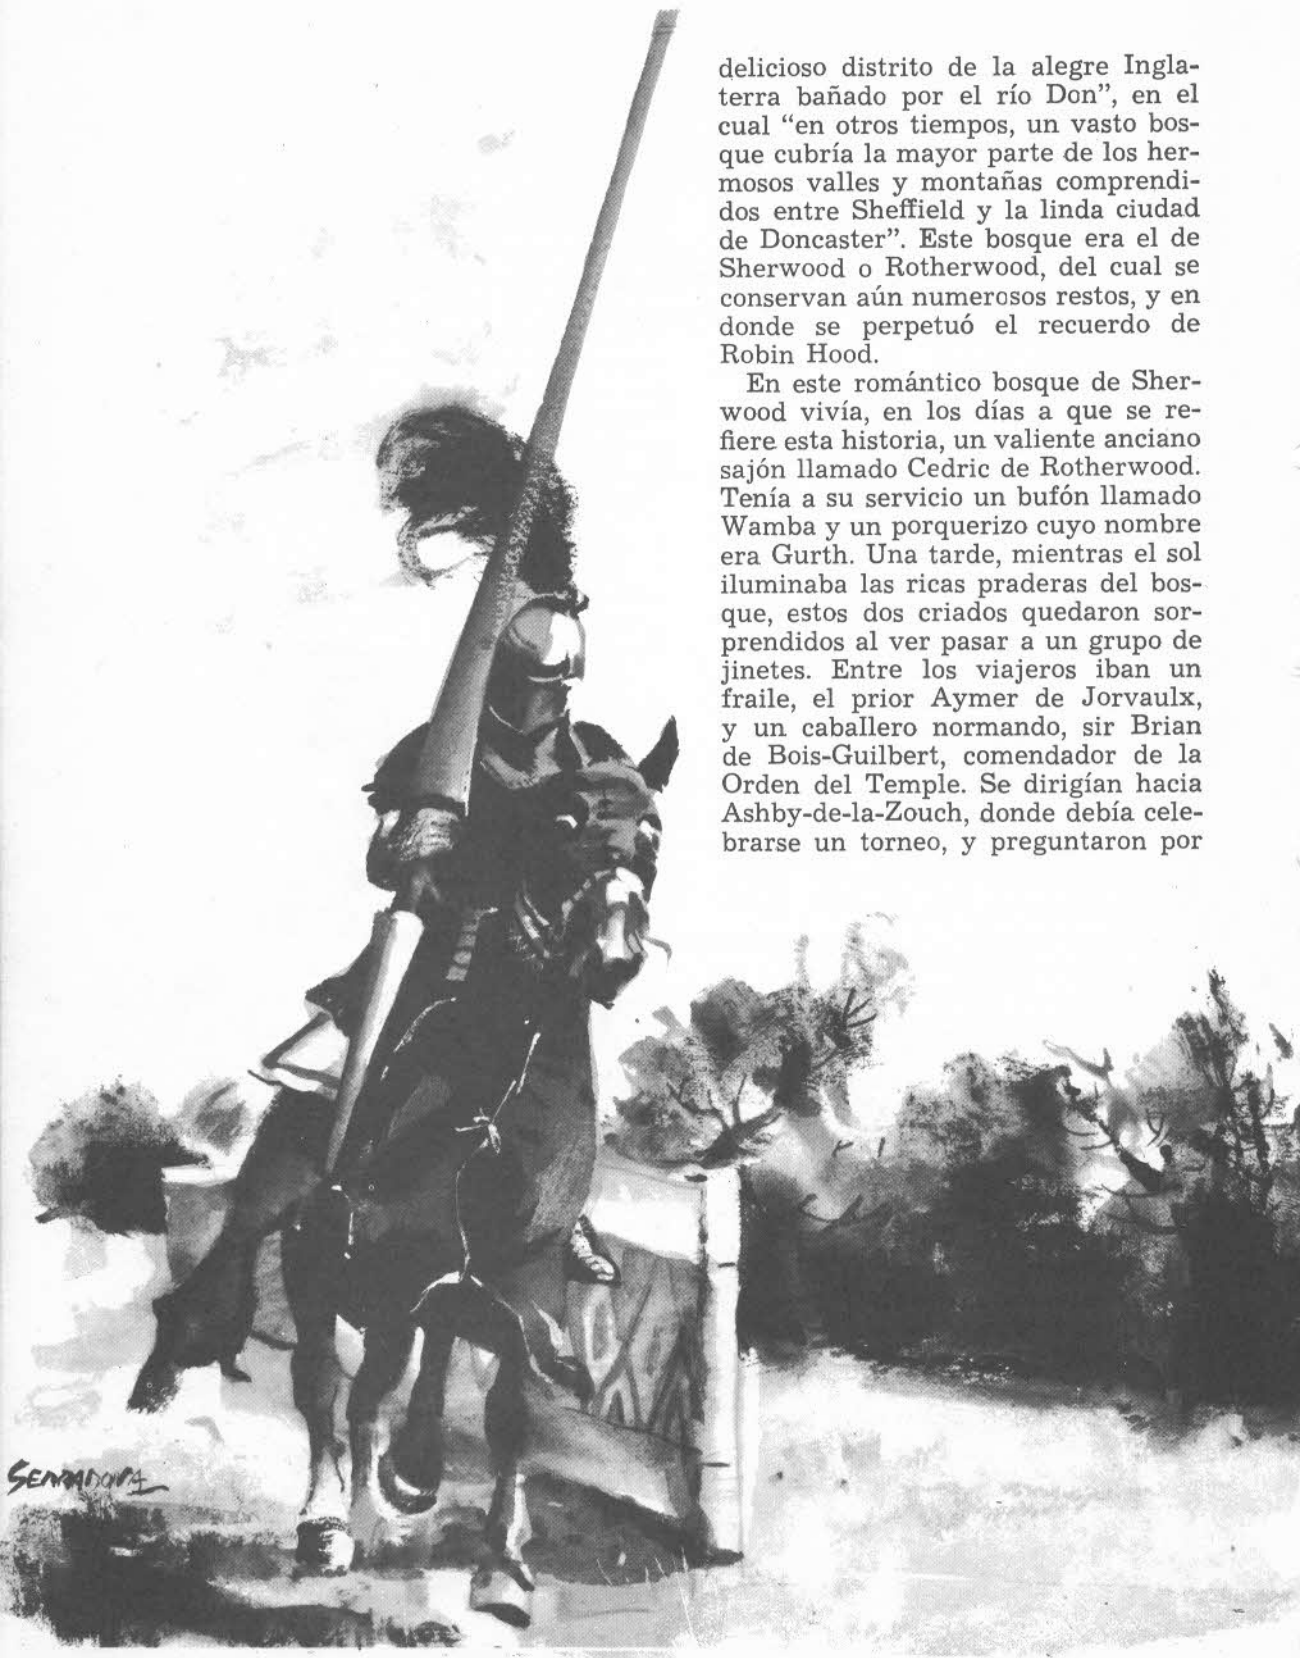 delicioso distrito de la alegre Ingla-
terra bañado por el río Don”, en el
cual “en otros tiempos, un vasto bos-
que cubría la mayor parte de los her-
mosos valles y montañas comprendi-
dos entre Sheffield y la linda ciudad
de Doncaster”. Este bosque era el de
Sherwood o Rotherwood, del cual se
conservan aún numerosos restos, y en
donde se perpetuó el recuerdo de
Robin Hood.
En este romántico bosque de Sher-
wood vivía, en los días a que se re-
fiere esta historia, un valiente anciano
sajón llamado Cedric de Rotherwood.
Tenía a su servicio un bufón llamado
Wamba y un porquerizo cuyo nombre
era Gurth. Una tarde, mientras el sol
iluminaba las ricas praderas del bos-
que, estos dos criados quedaron sor-
prendidos al ver pasar a un grupo de
jinetes. Entre los viajeros iban un
fraile, el prior Aymer de Jorvaulx,
y un caballero normando, sir Brian
de Bois-Guilbert, comendador de la
Orden del Temple. Se dirigían hacia
Ashby-de-la-Zouch, donde debía cele-
brarse un torneo, y preguntaron por